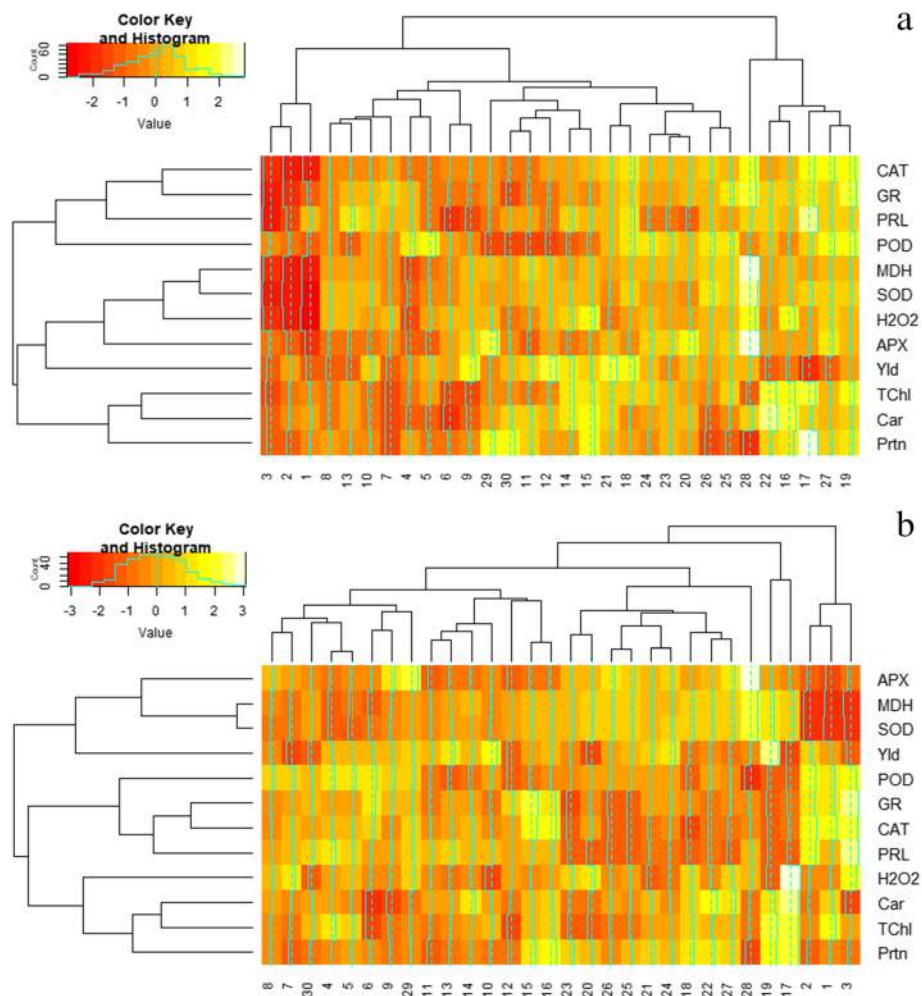 a
Color Key
and Histogram
Count
0 60
-2 -1 0 1 2
Value
CAT
GR
PRL
POD
MDH
SOD
H2O2
APX
Yld
TChl
Car
Prtn
3 2 1 8 13 10 7 4 5 6 9 29 30 11 12 14 15 21 18 24 23 20 26 25 28 22 16 17 27 19
b
Color Key
and Histogram
Count
0 40
-3 -1 0 1 2 3
Value
APX
MDH
SOD
Yld
POD
GR
CAT
PRL
H2O2
Car
TChl
Prtn
8 7 30 4 5 6 9 29 11 13 14 10 12 15 16 23 20 26 25 21 24 18 22 27 28 19 17 2 1 3